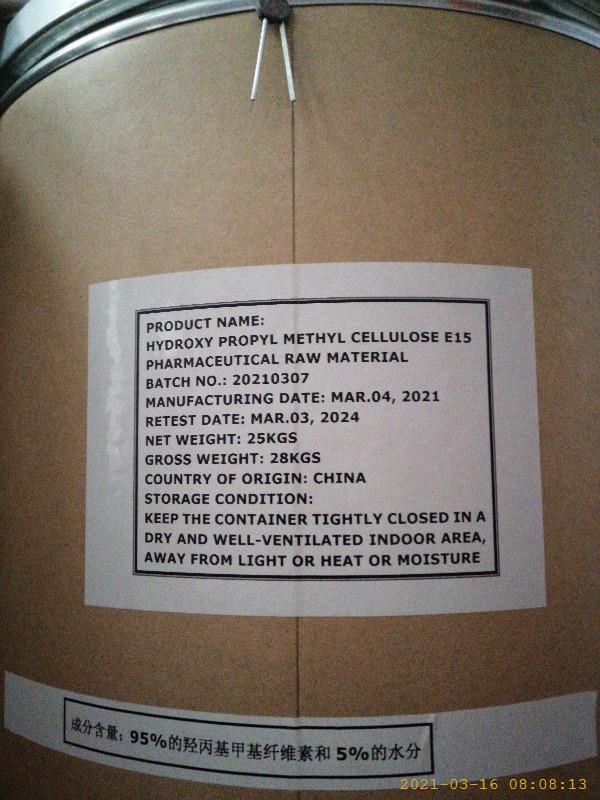 PRODUCT NAME:
HYDROXY PROPYL METHYL CELLULOSE E15
PHARMACEUTICAL RAW MATERIAL
BATCH NO.: 20210307
MANUFACTURING DATE: MAR.04, 2021
RETEST DATE: MAR.03, 2024
NET WEIGHT: 25KGS
GROSS WEIGHT: 28KGS
COUNTRY OF ORIGIN: CHINA
STORAGE CONDITION:
KEEP THE CONTAINER TIGHTLY CLOSED IN A
DRY AND WELL-VENTILATED INDOOR AREA,
AWAY FROM LIGHT OR HEAT OR MOISTURE
成分含量: 95%的羟丙基甲基纤维素和 5%的水分
2021-03-16 08:08:13